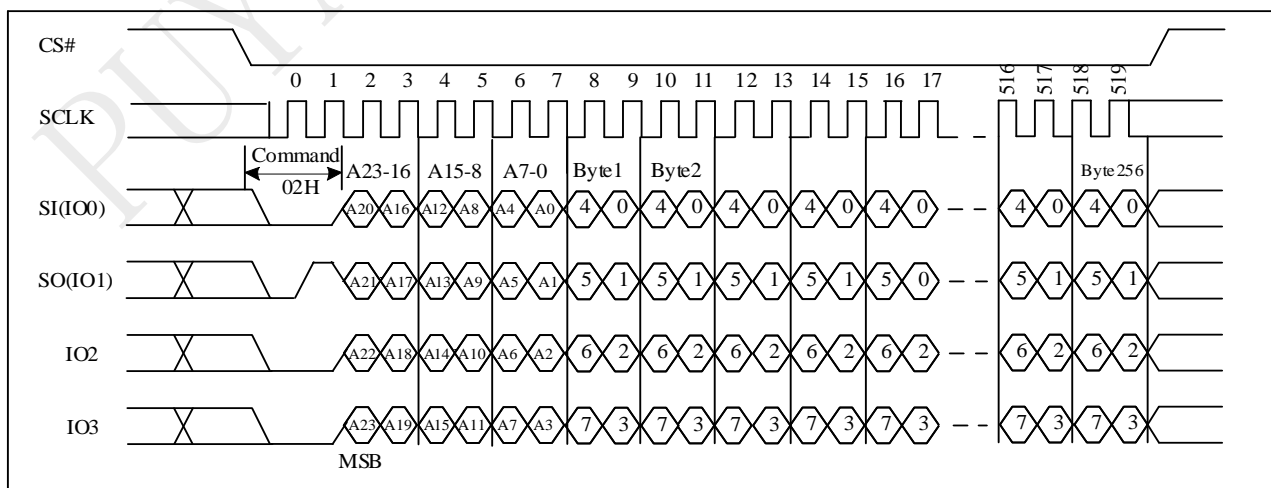 PUY
CS#
0 1 2 3 4 5 6 7 8 9 10 11 12 13 14 15 16 17 516 517 518 519
SCLK
Command
02H
A23-16 A15-8 A7-0 Byte1 Byte2 Byte256
SI(IO0) A20 A16 A12 A8 A4 A0 4 0 4 0 4 0 4 0 4 0 4 0 4 0
SO(IO1) A21 A17 A13 A9 A5 A1 5 1 5 1 5 1 5 1 5 0 5 1 5 1
IO2 A22 A18 A14 A10 A6 A2 6 2 6 2 6 2 6 2 6 2 6 2 6 2
IO3 A23 A19 A15 A11 A7 A3 7 3 7 3 7 3 7 3 7 3 7 3 7 3
MSB